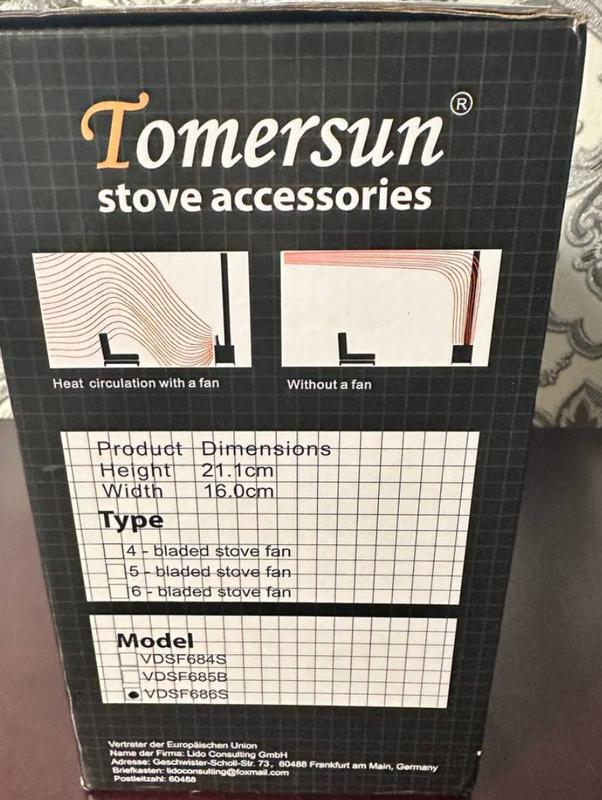 Tomersun®
stove accessories
Heat circulation with a fan
Without a fan
Product Dimensions
Height 21.1cm
Width 16.0cm
Type
4 - bladed stove fan
5 - bladed stove fan
6 - bladed stove fan
Model
VDSF684S
VDSF685B
VDSF686S
Vertreter der Europäischen Union
Name der Firma: Lido Consulting GmbH
Adresse: Geschwister-Scholl-Str. 73, 60488 Frankfurt am Main, Germany
Briefkasten: lidoconsulting@foxmail.com
Postleitzahl: 60488